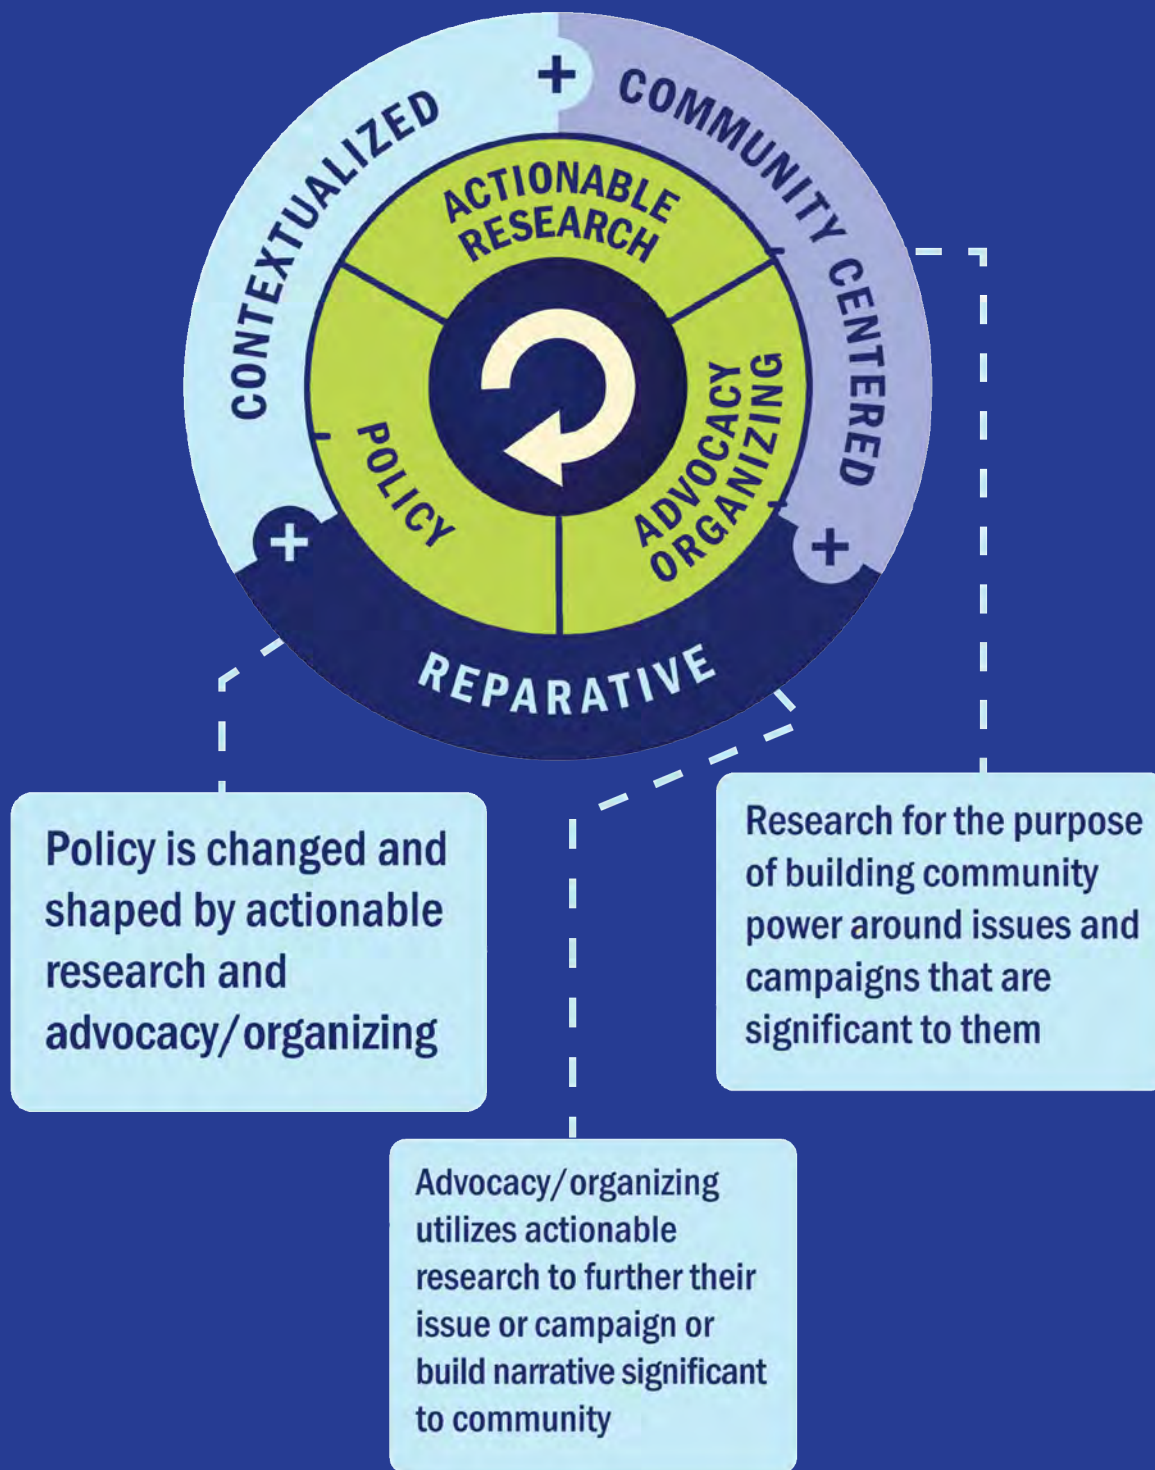 +
CONTEXTUALIZED
COMMUNITY CENTERED
ACTIONABLE
RESEARCH
POLICY
ADVOCACY
ORGANIZING
+
+
REPARATIVE
Policy is changed and
shaped by actionable
research and
advocacy/organizing
Research for the purpose
of building community
power around issues and
campaigns that are
significant to them
Advocacy/organizing
utilizes actionable
research to further their
issue or campaign or
build narrative significant
to community